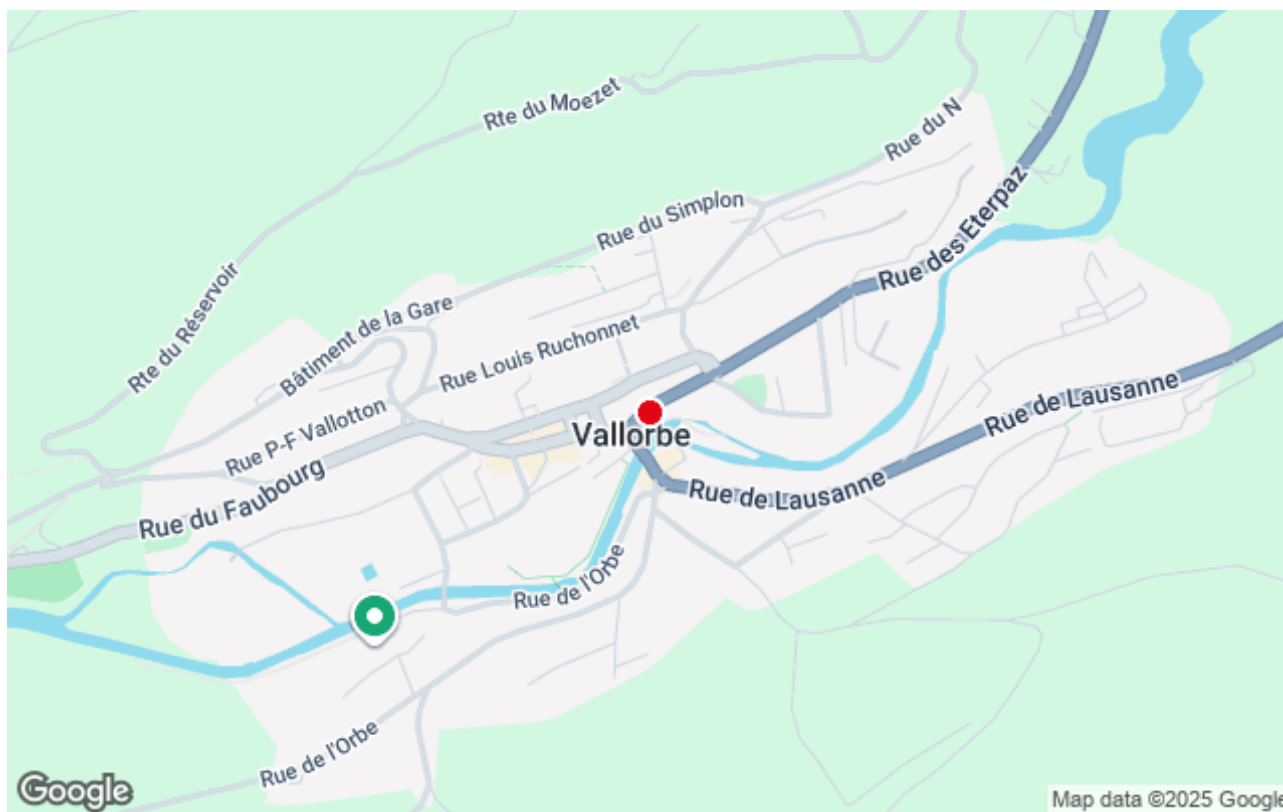 Rte du Moezet
Rue du N
Rue du Simplon
Rue des Eterpaz
Rte du Réservoir
Bâtiment de la Gare
Rue Louis Ruchonnet
Rue P-F Vallotton
Vallorbe
Rue de Lausanne
Rue du Faubourg
Rue de Lausanne
Rue de l'Orbe
Rue de l'Orbe
Google
Map data ©2025 Google